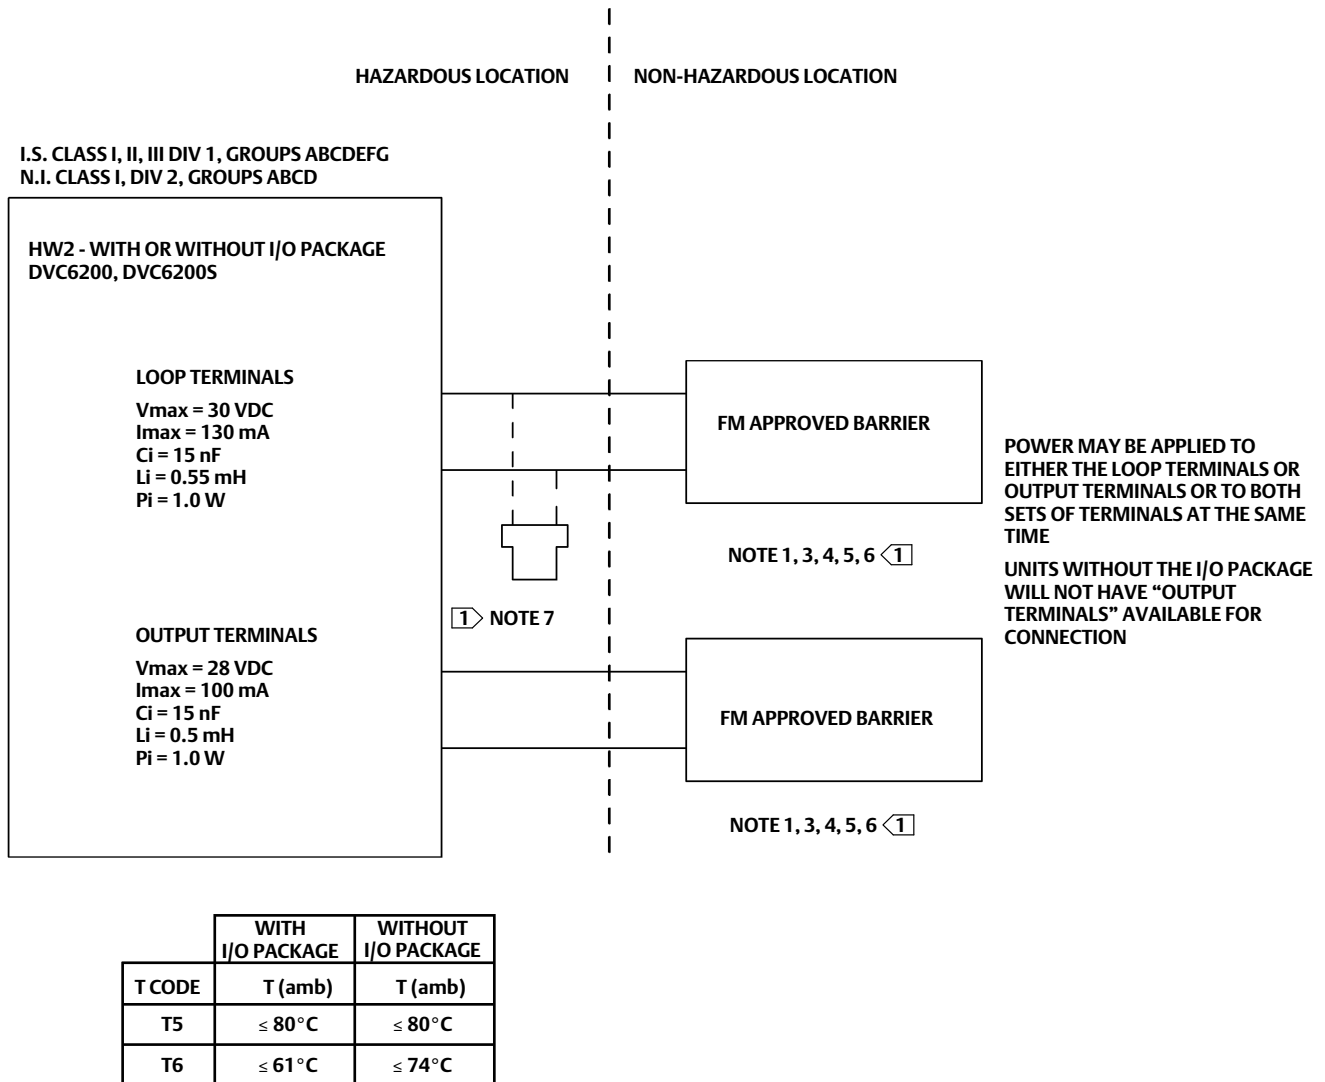 HAZARDOUS LOCATION
NON-HAZARDOUS LOCATION
I.S. CLASS I, II, III DIV 1, GROUPS ABCDEFG
N.I. CLASS I, DIV 2, GROUPS ABCD
HW2 - WITH OR WITHOUT I/O PACKAGE
DVC6200, DVC6200S
LOOP TERMINALS
Vmax = 30 VDC
Imax = 130 mA
Ci = 15 nF
Li = 0.55 mH
Pi = 1.0 W
FM APPROVED BARRIER
NOTE 1, 3, 4, 5, 6 1
POWER MAY BE APPLIED TO
EITHER THE LOOP TERMINALS OR
OUTPUT TERMINALS OR TO BOTH
SETS OF TERMINALS AT THE SAME
TIME
UNITS WITHOUT THE I/O PACKAGE
WILL NOT HAVE “OUTPUT
TERMINALS” AVAILABLE FOR
CONNECTION
1 NOTE 7
OUTPUT TERMINALS
Vmax = 28 VDC
Imax = 100 mA
Ci = 15 nF
Li = 0.5 mH
Pi = 1.0 W
FM APPROVED BARRIER
NOTE 1, 3, 4, 5, 6 1
WITH
I/O PACKAGE
WITHOUT
I/O PACKAGE
T CODE T (amb) T (amb)
T5 ≤ 80°C ≤ 80°C
T6 ≤ 61°C ≤ 74°C